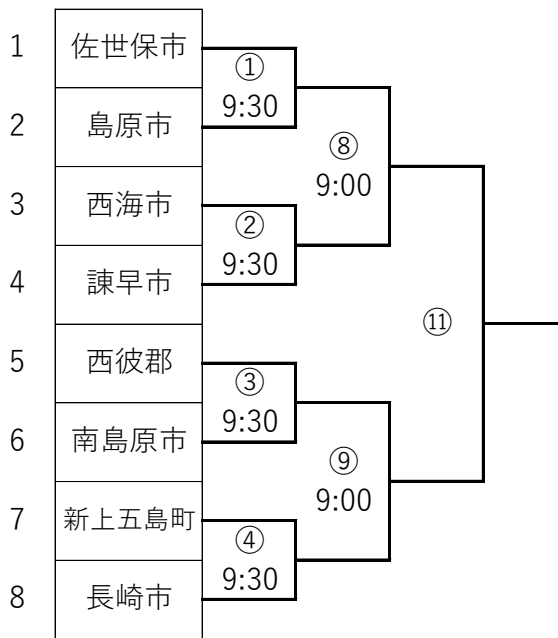 1 佐世保市
①
9:30
2 島原市
⑧
9:00
3 西海市
②
9:30
4 諫早市
⑪
5 西彼郡
③
9:30
6 南島原市
⑨
9:00
7 新上五島町
④
9:30
8 長崎市